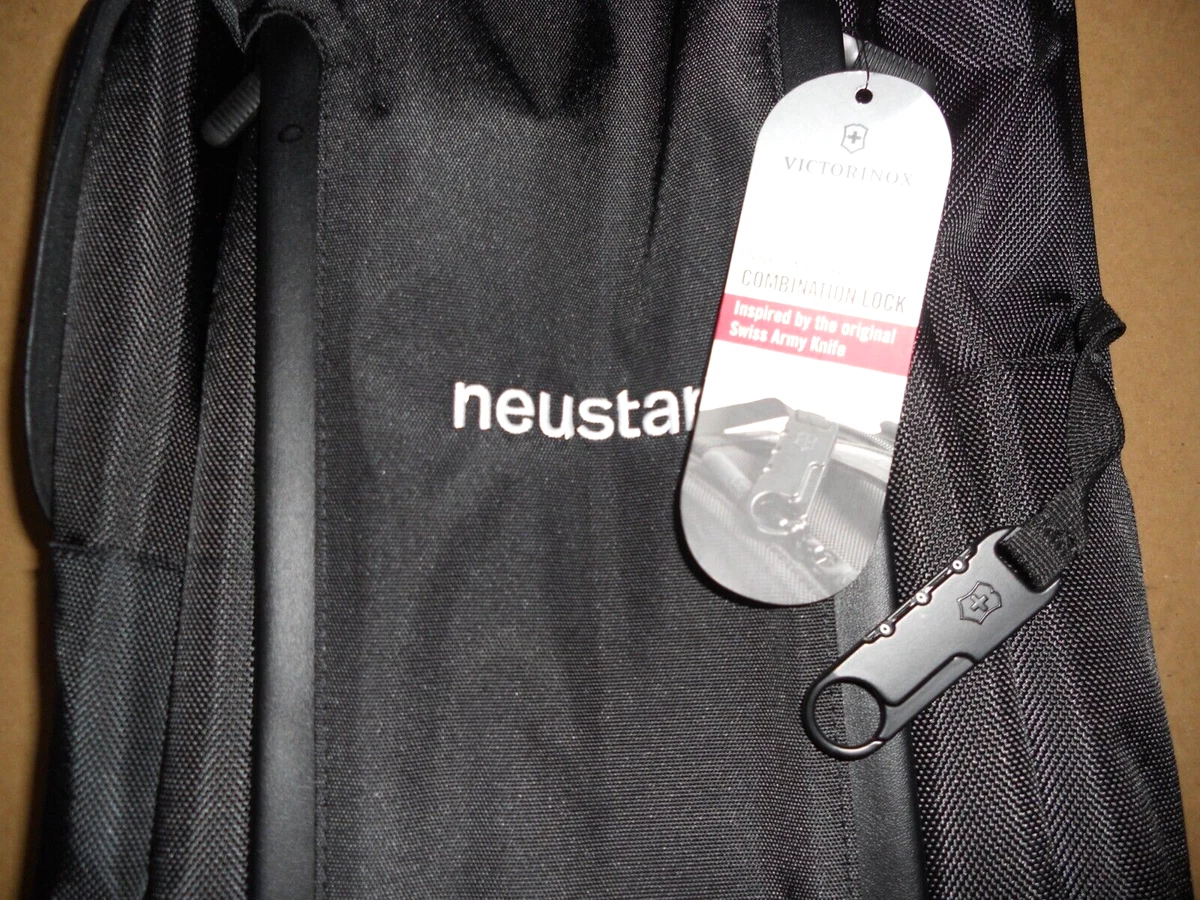 VICTORINOX
COMBINATION LOCK
Inspired by the original
Swiss Army Knife
neustar